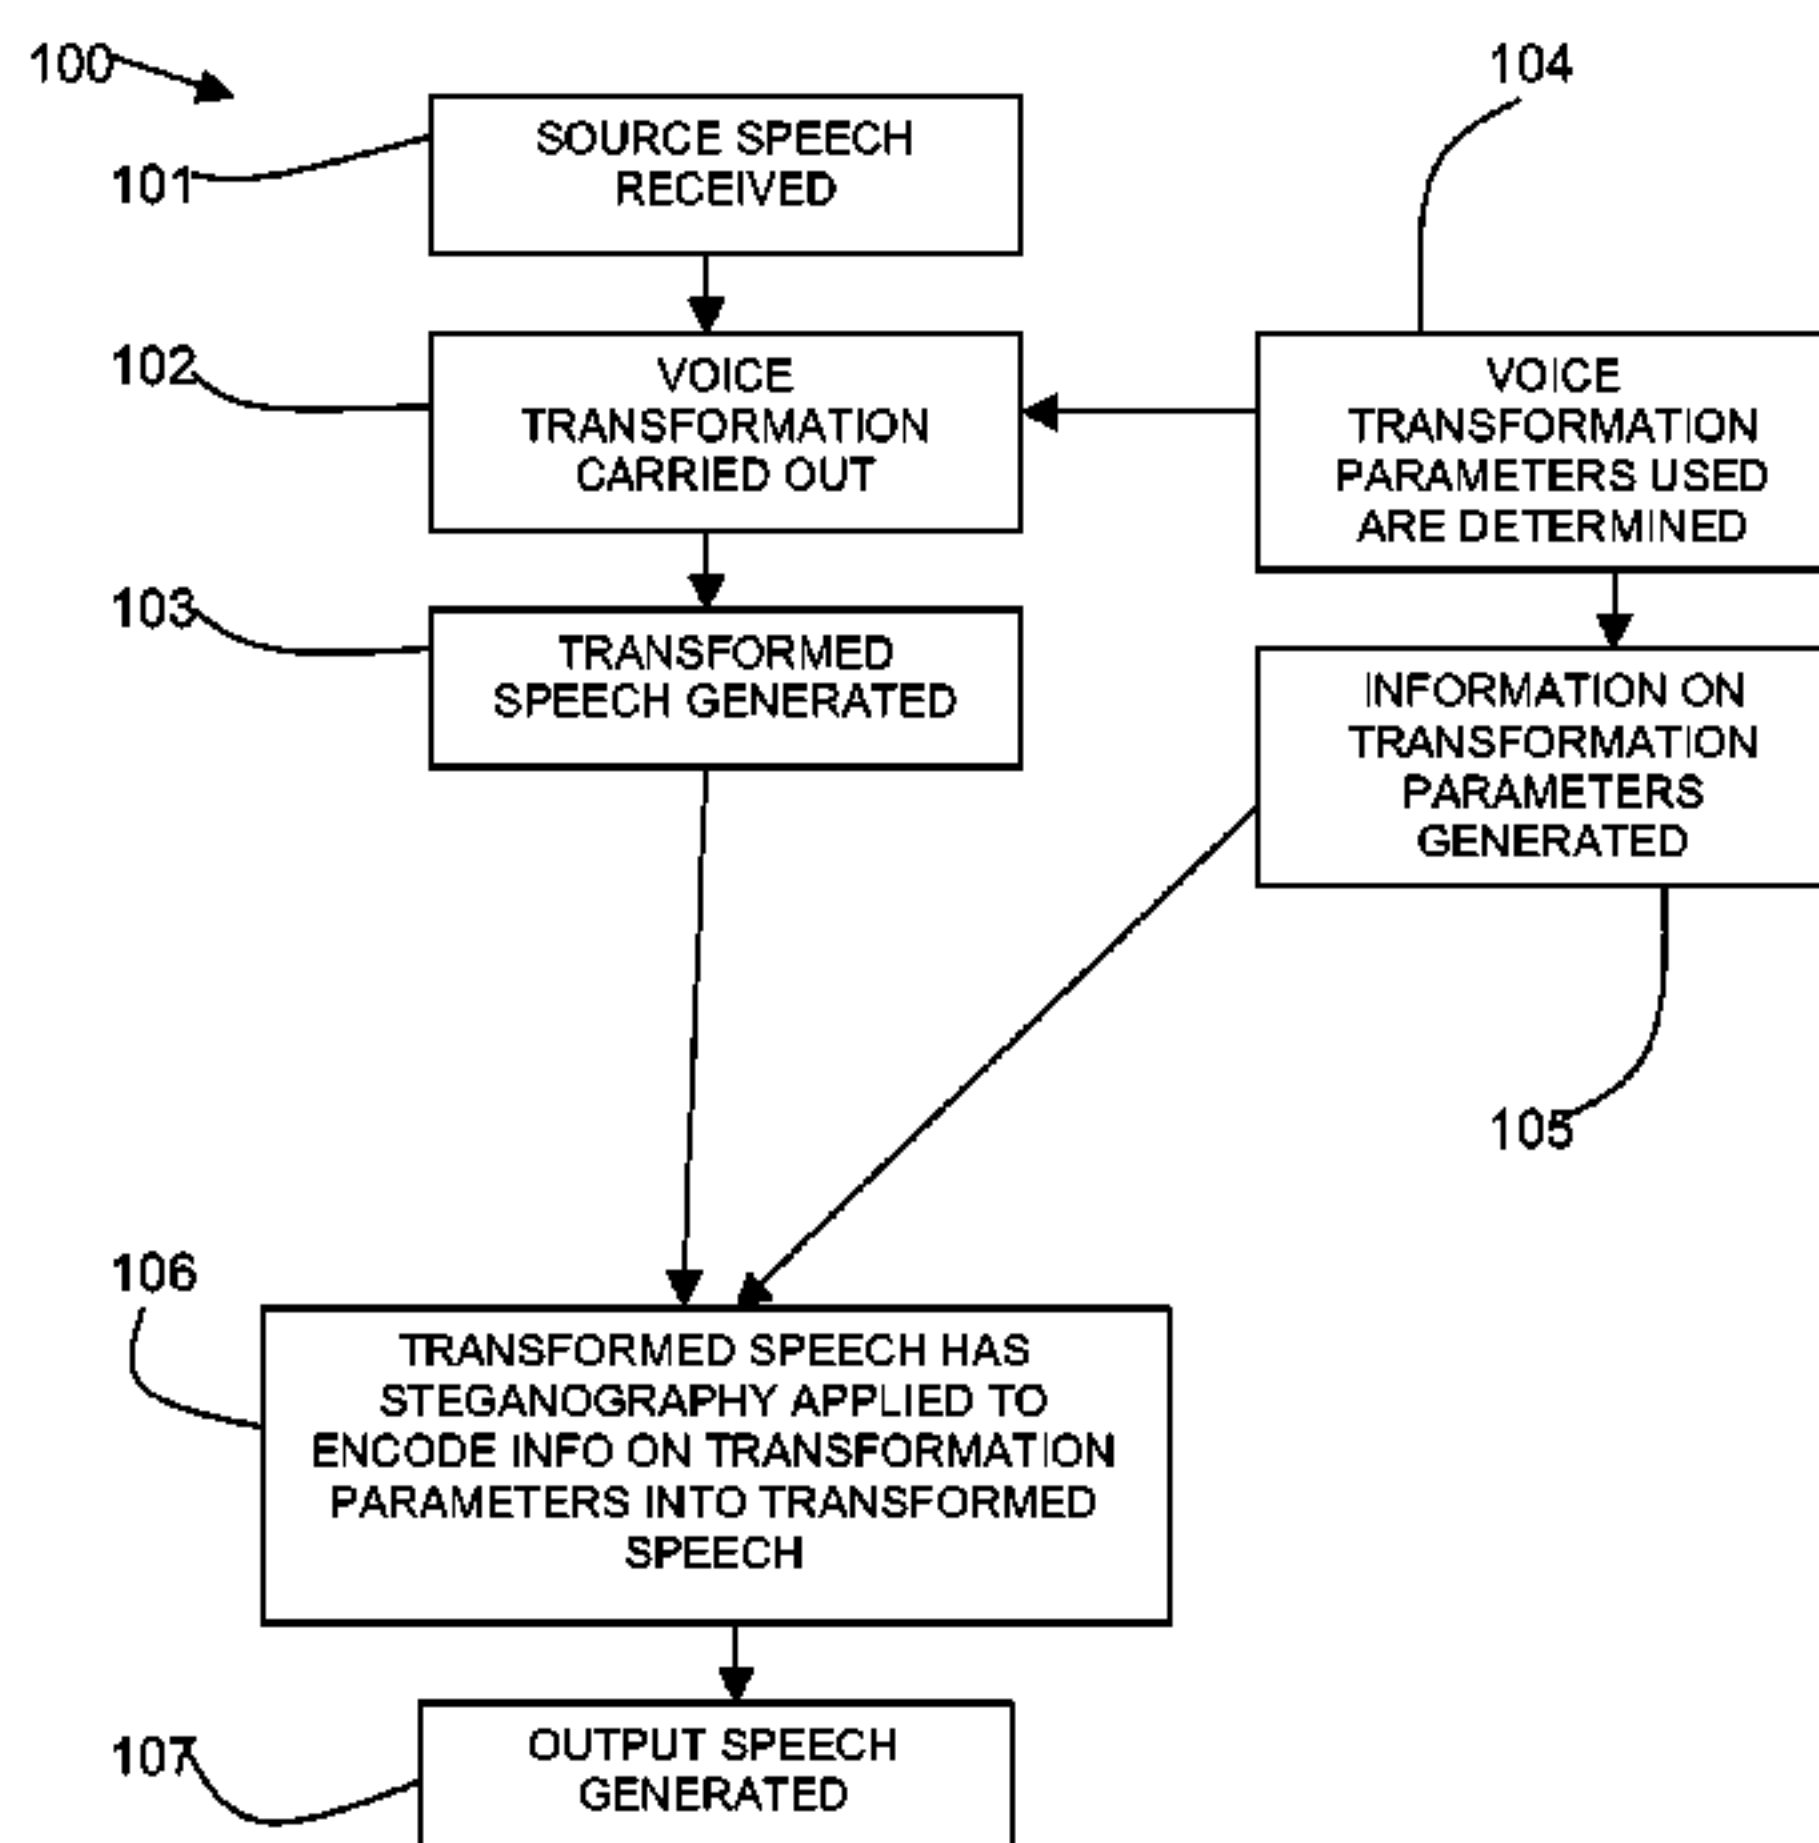 100
104
101
SOURCE SPEECH
RECEIVED
102
VOICE
TRANSFORMATION
CARRIED OUT
VOICE
TRANSFORMATION
PARAMETERS USED
ARE DETERMINED
103
TRANSFORMED
SPEECH GENERATED
INFORMATION ON
TRANSFORMATION
PARAMETERS
GENERATED
105
106
TRANSFORMED SPEECH HAS
STEGANOGRAPHY APPLIED TO
ENCODE INFO ON TRANSFORMATION
PARAMETERS INTO TRANSFORMED
SPEECH
107
OUTPUT SPEECH
GENERATED